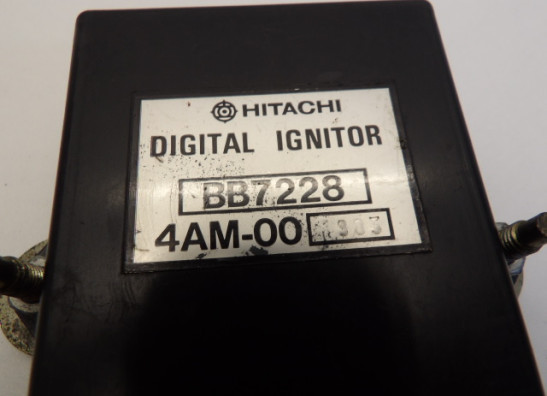 HITACHI
DIGITAL IGNITOR
BB7228
4AM-00